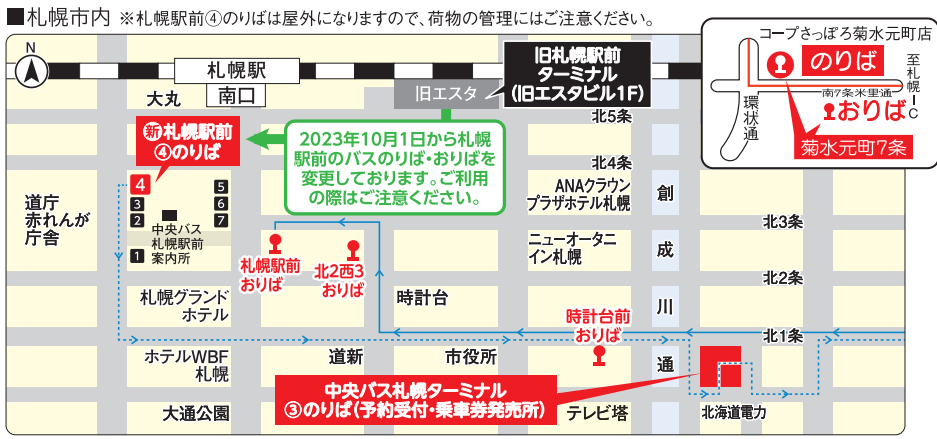 ■札幌市内 ※札幌駅前④のりばは屋外になりますので、荷物の管理にはご注意ください。
N
札幌駅
南口
大丸
旧エスタ
旧札幌駅前
ターミナル
(旧エスタビル1F)
コープさっぽろ菊水元町店
のりば
至札幌IC
南7条米里通
おりば
環状通
菊水元町7条
北5条
新札幌駅前
④のりば
2023年10月1日から札幌
駅前のバスのりば・おりばを
変更しております。ご利用
の際はご注意ください。
北4条
道庁
赤れんが
庁舎
4
3
2
1
5
6
7
中央バス
札幌駅前
案内所
ANAクラウン
プラザホテル札幌
創成川通
北3条
札幌駅前
おりば
北2西3
おりば
ニューオータニ
イン札幌
北2条
札幌グランド
ホテル
時計台
時計台前
おりば
北1条
ホテルWBF
札幌
道新
市役所
中央バス札幌ターミナル
③のりば(予約受付・乗車券発売所)
大通公園
テレビ塔
北海道電力